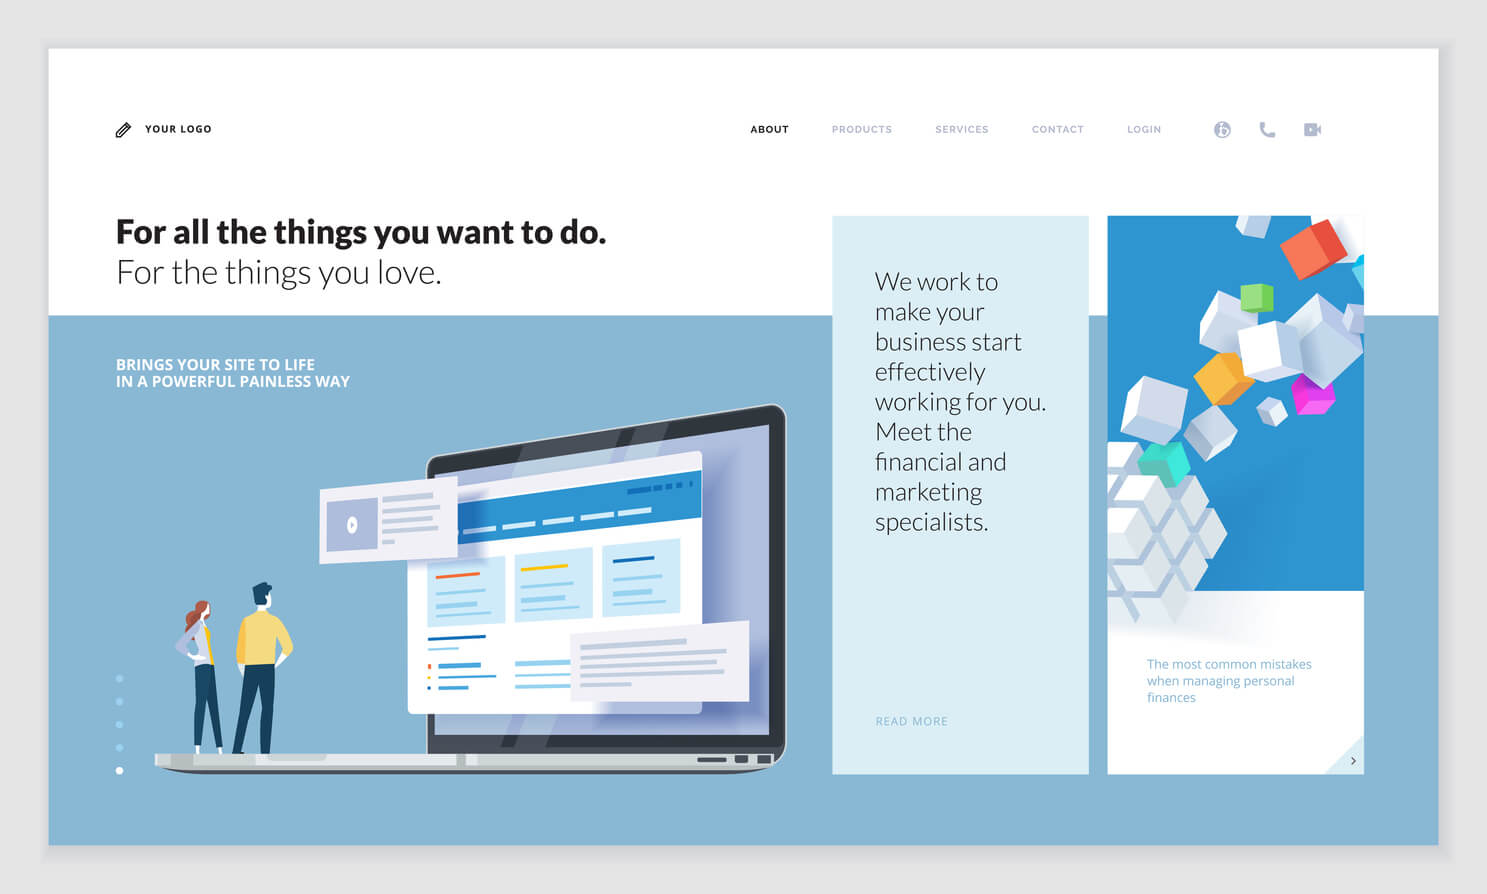 YOUR LOGO
ABOUT
PRODUCTS
SERVICES
CONTACT
LOGIN
For all the things you want to do.
For the things you love.
BRINGS YOUR SITE TO LIFE
IN A POWERFUL PAINLESS WAY
We work to
make your
business start
effectively
working for you.
Meet the
financial and
marketing
specialists.
READ MORE
The most common mistakes
when managing personal
finances